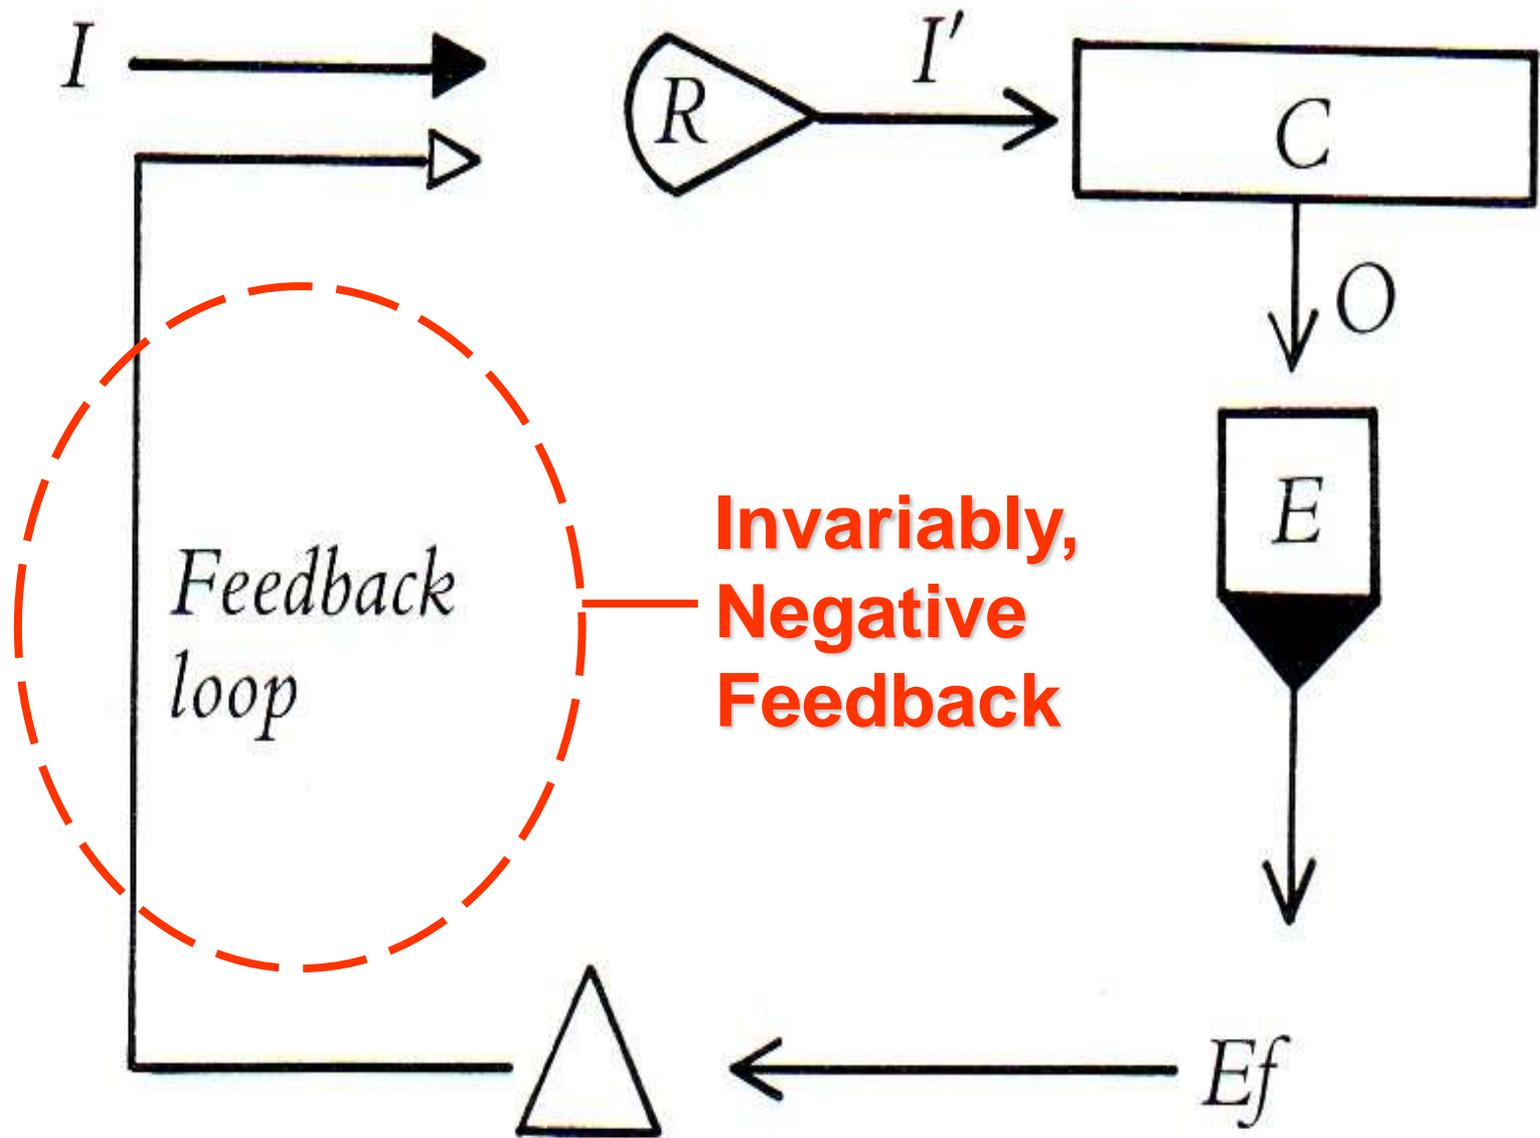 I
R
I′
C
O
E
Feedback
loop
Invariably,
Negative
Feedback
Ef